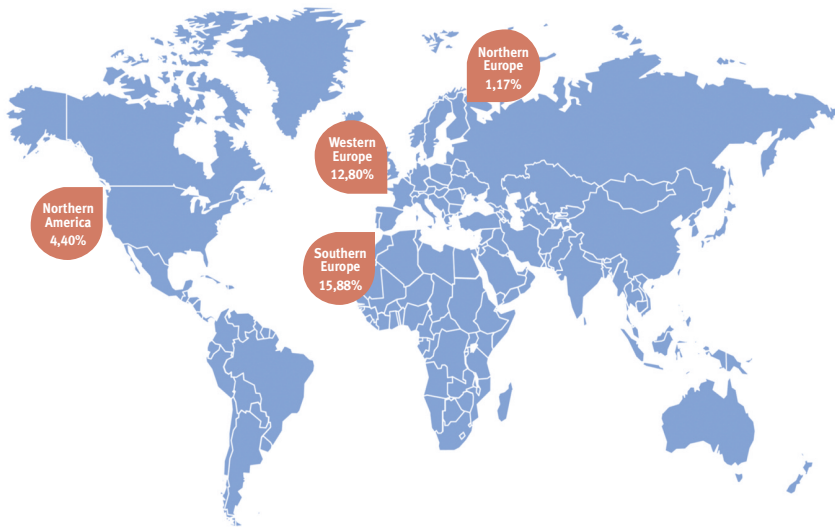 Northern
Europe
1,17%
Western
Europe
12,80%
Northern
America
4,40%
Southern
Europe
15,88%